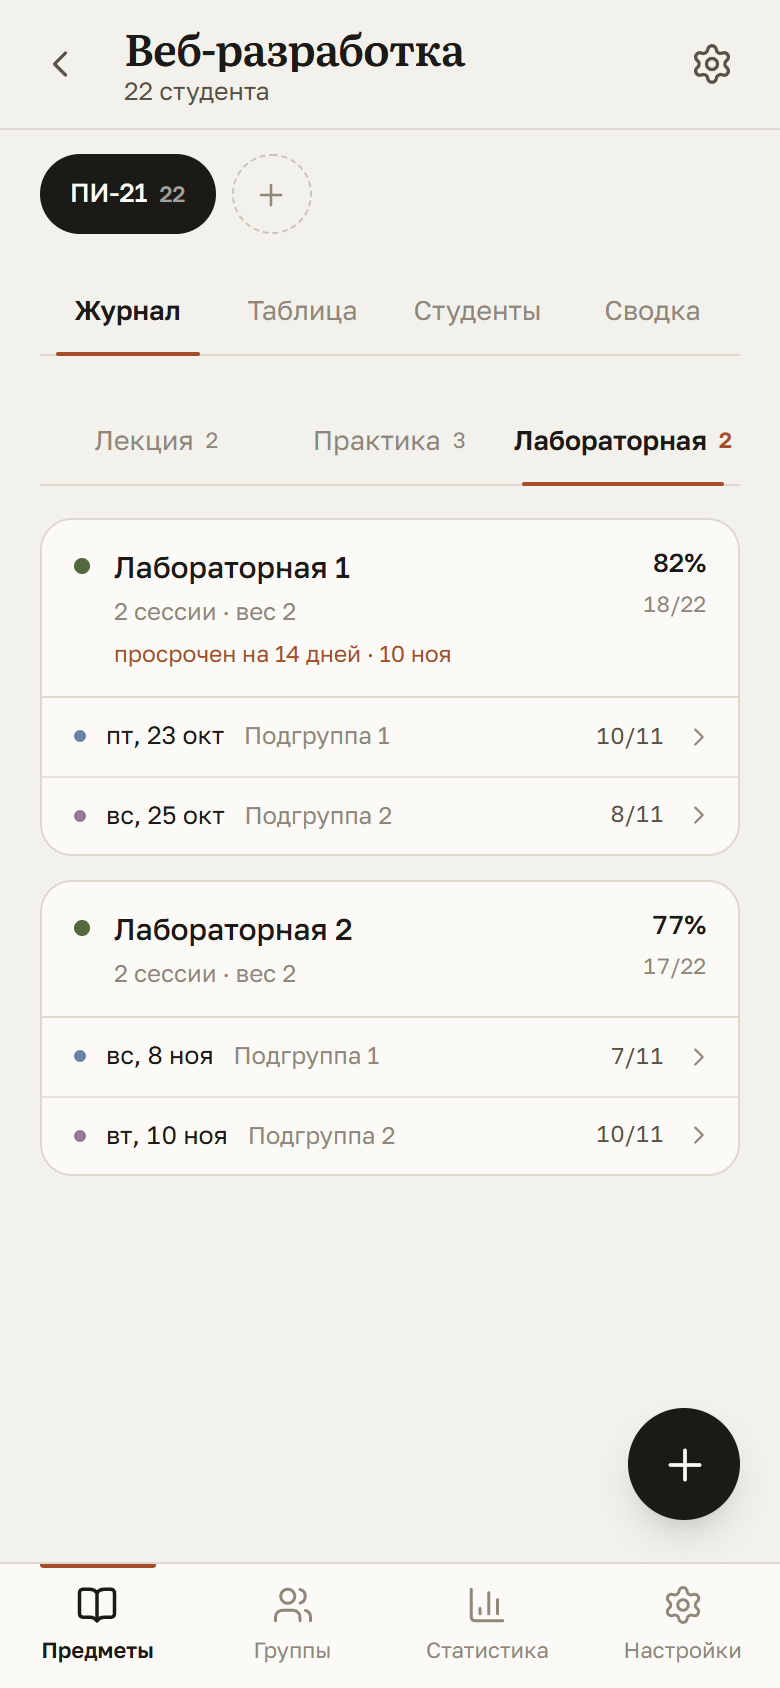 Веб-разработка
22 студента
ПИ-21 22
Журнал Таблица Студенты Сводка
Лекция 2 Практика 3 Лабораторная 2
Лабораторная 1 82%
2 сессии · вес 2 18/22
просрочен на 14 дней · 10 ноя
пт, 23 окт Подгруппа 1 10/11
вс, 25 окт Подгруппа 2 8/11
Лабораторная 2 77%
2 сессии · вес 2 17/22
вс, 8 ноя Подгруппа 1 7/11
вт, 10 ноя Подгруппа 2 10/11
Предметы Группы Статистика Настройки